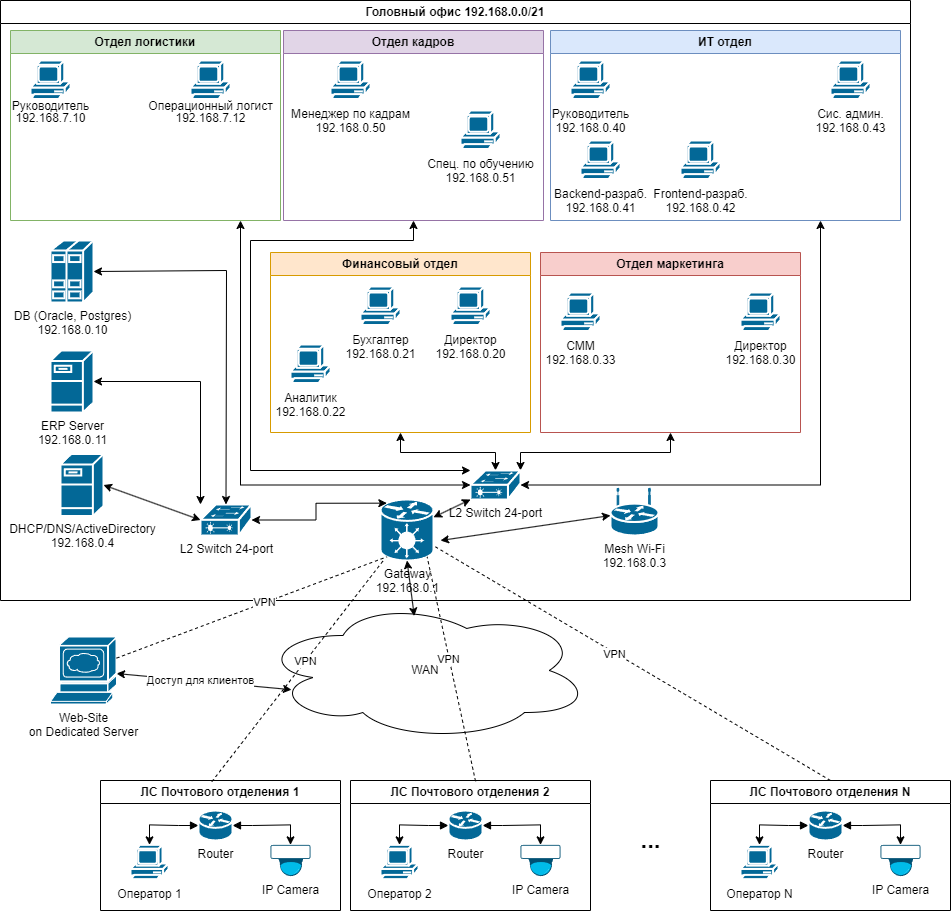 Головный офис 192.168.0.0/21
Отдел логистики
Отдел кадров
ИТ отдел
Руководитель
192.168.7.10
Операционный логист
192.168.7.12
Менеджер по кадрам
192.168.0.50
Спец. по обучению
192.168.0.51
Руководитель
192.168.0.40
Сис. админ.
192.168.0.43
Backend-разраб.
192.168.0.41
Frontend-разраб.
192.168.0.42
Финансовый отдел
Отдел маркетинга
DB (Oracle, Postgres)
192.168.0.10
Бухгалтер
192.168.0.21
Директор
192.168.0.20
Аналитик
192.168.0.22
СММ
192.168.0.33
Директор
192.168.0.30
ERP Server
192.168.0.11
DHCP/DNS/ActiveDirectory
192.168.0.4
L2 Switch 24-port
L2 Switch 24-port
Mesh Wi-Fi
192.168.0.3
Gateway
192.168.0.1
VPN
VPN
VPN
VPN
WAN
Доступ для клиентов
Web-Site
on Dedicated Server
ЛС Почтового отделения 1
Router
Оператор 1
IP Camera
ЛС Почтового отделения 2
Router
Оператор 2
IP Camera
...
ЛС Почтового отделения N
Router
Оператор N
IP Camera